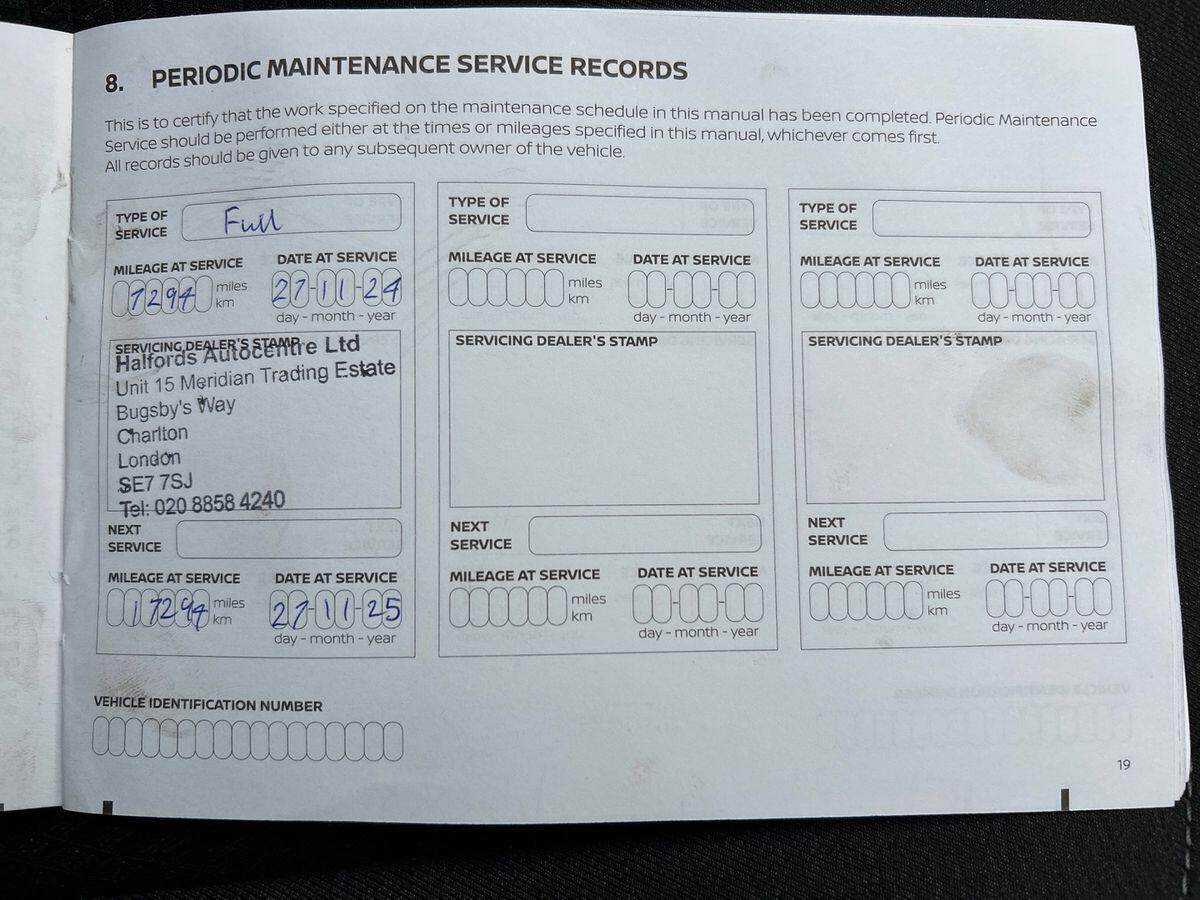 8. PERIODIC MAINTENANCE SERVICE RECORDS
This is to certify that the work specified on the maintenance schedule in this manual has been completed. Periodic Maintenance
Service should be performed either at the times or mileages specified in this manual, whichever comes first.
All records should be given to any subsequent owner of the vehicle.
TYPE OF
SERVICE
Full
MILEAGE AT SERVICE
DATE AT SERVICE
7294
miles
km
27-11-24
day - month - year
SERVICING DEALER'S STAMP
Halfords Autocentre Ltd
Unit 15 Meridian Trading Estate
Bugsby's Way
Charlton
London
SE7 7SJ
Tel: 020 8858 4240
NEXT
SERVICE
MILEAGE AT SERVICE
DATE AT SERVICE
17294
miles
km
27-11-25
day - month - year
TYPE OF
SERVICE
MILEAGE AT SERVICE
DATE AT SERVICE
miles
km
day - month - year
SERVICING DEALER'S STAMP
NEXT
SERVICE
MILEAGE AT SERVICE
DATE AT SERVICE
miles
km
day - month - year
TYPE OF
SERVICE
MILEAGE AT SERVICE
DATE AT SERVICE
miles
km
day - month - year
SERVICING DEALER'S STAMP
NEXT
SERVICE
MILEAGE AT SERVICE
DATE AT SERVICE
miles
km
day - month - year
VEHICLE IDENTIFICATION NUMBER
19